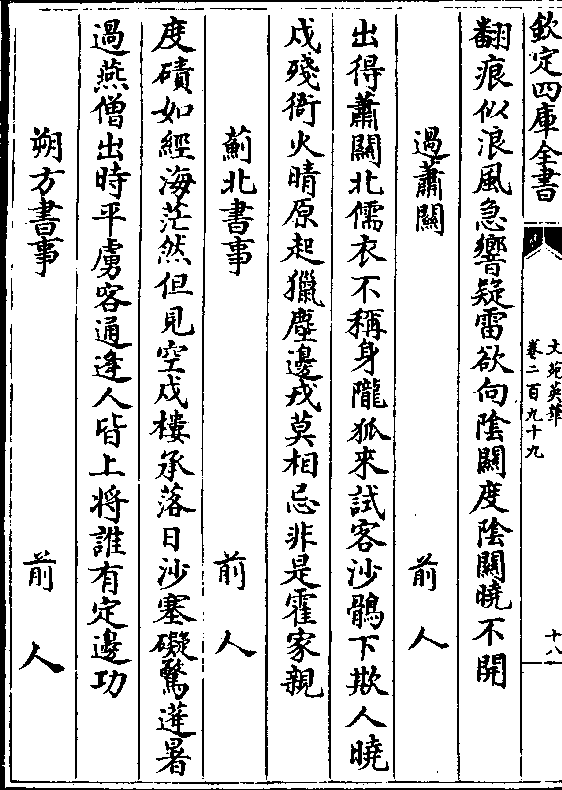 欽定四庫全書
文苑英華
卷二百九十九
十八
翻痕似浪風急響疑雷欲向陰關度陰關曉不開
過蕭關
前人
出得蕭關北儒衣不稱身隴狐來試客沙鶻下欺人曉
戍殘衙火晴原起獵塵邊戎莫相忌非是霍家親
薊北書事
前人
度磧如經海茫然但見空戍樓承落日沙塞礙驚蓬暑
過燕僧出時平虜客通逢人皆上將誰有定邊功
朔方書事
前人